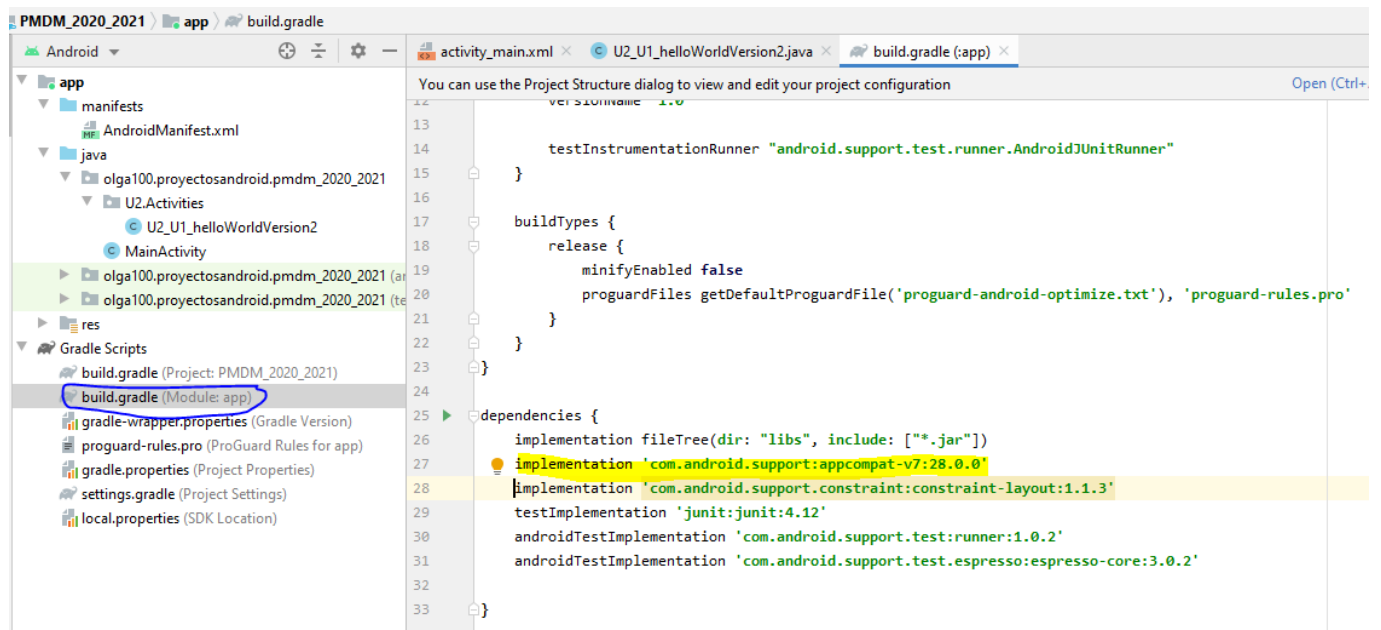 PMDM_2020_2021 app build.gradle
Android
activity_main.xml U2_U1_helloWorldVersion2.java build.gradle (:app)
You can use the Project Structure dialog to view and edit your project configuration Open (Ctrl+
app
manifests
AndroidManifest.xml
java
olga100.proyectosandroid.pmdm_2020_2021
U2.Activities
U2_U1_helloWorldVersion2
MainActivity
olga100.proyectosandroid.pmdm_2020_2021 (ar
olga100.proyectosandroid.pmdm_2020_2021 (te
res
Gradle Scripts
build.gradle (Project: PMDM_2020_2021)
build.gradle (Module: app)
gradle-wrapper.properties (Gradle Version)
proguard-rules.pro (ProGuard Rules for app)
gradle.properties (Project Properties)
settings.gradle (Project Settings)
local.properties (SDK Location)
12 versionName "1.0"
13
14 testInstrumentationRunner "android.support.test.runner.AndroidJUnitRunner"
15 }
16
17 buildTypes {
18 release {
19 minifyEnabled false
20 proguardFiles getDefaultProguardFile('proguard-android-optimize.txt'), 'proguard-rules.pro'
21 }
22 }
23 }
24
25 dependencies {
26 implementation fileTree(dir: "libs", include: ["*.jar"])
27 implementation 'com.android.support:appcompat-v7:28.0.0'
28 implementation 'com.android.support.constraint:constraint-layout:1.1.3'
29 testImplementation 'junit:junit:4.12'
30 androidTestImplementation 'com.android.support.test:runner:1.0.2'
31 androidTestImplementation 'com.android.support.test.espresso:espresso-core:3.0.2'
32
33 }